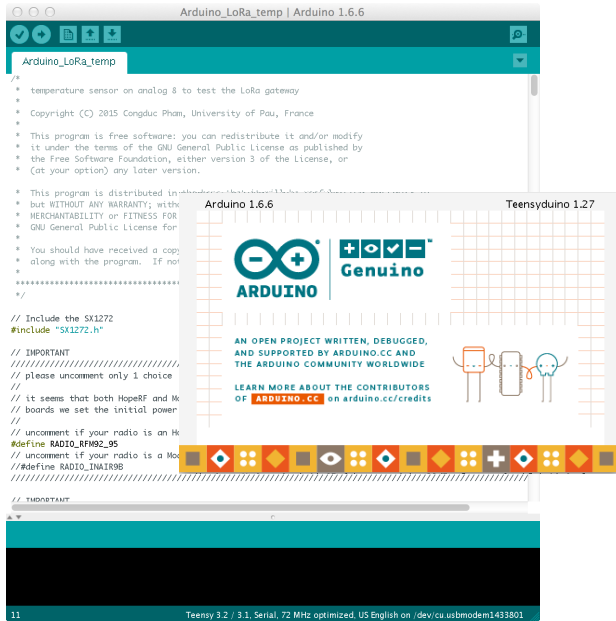 Arduino_LoRa_temp | Arduino 1.6.6
Arduino_LoRa_temp
/*
 *  temperature sensor on analog 8 to test the LoRa gateway
 *
 *  Copyright (C) 2015 Congduc Pham, University of Pau, France
 *
 *  This program is free software: you can redistribute it and/or modify
 *  it under the terms of the GNU General Public License as published by
 *  the Free Software Foundation, either version 3 of the License, or
 *  (at your option) any later version.
 *
 *  This program is distributed in
 *  but WITHOUT ANY WARRANTY;
 *  MERCHANTABILITY or FITNESS FOR
 *  GNU General Public License for
 *
 *  You should have received a copy
 *  along with the program.  If not
 *
 ****************************************
 */
// Include the SX1272
#include "SX1272.h"
// IMPORTANT
///////////////////////////////////
// please uncomment only 1 choice
//
// it seems that both HopeRF and
// boards we set the initial power
//
// uncomment if your radio is an
#define RADIO_RFM92_95
// uncomment if your radio is a
//#define RADIO_INAIR9B
///////////////////////////////////////////////////////////////////
// IMPORTANT
Arduino 1.6.6
Teensyduino 1.27
ARDUINO
Genuino
AN OPEN PROJECT WRITTEN, DEBUGGED,
AND SUPPORTED BY ARDUINO.CC AND
THE ARDUINO COMMUNITY WORLDWIDE
LEARN MORE ABOUT THE CONTRIBUTORS
OF ARDUINO.CC on arduino.cc/credits
11
Teensy 3.2 / 3.1, Serial, 72 MHz optimized, US English on /dev/cu.usbmodem1433801